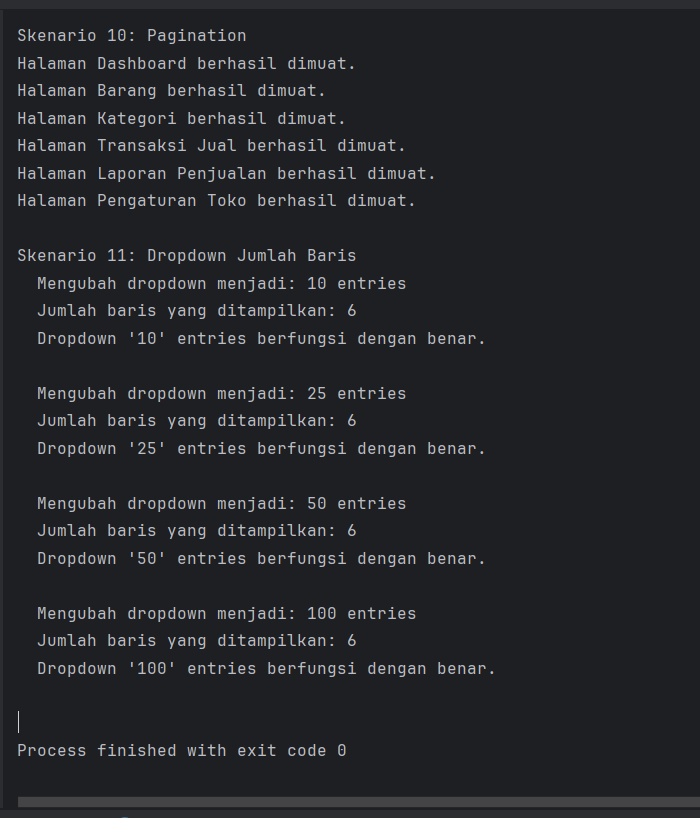 Skenario 10: Pagination
Halaman Dashboard berhasil dimuat.
Halaman Barang berhasil dimuat.
Halaman Kategori berhasil dimuat.
Halaman Transaksi Jual berhasil dimuat.
Halaman Laporan Penjualan berhasil dimuat.
Halaman Pengaturan Toko berhasil dimuat.

Skenario 11: Dropdown Jumlah Baris
  Mengubah dropdown menjadi: 10 entries
  Jumlah baris yang ditampilkan: 6
  Dropdown '10' entries berfungsi dengan benar.

  Mengubah dropdown menjadi: 25 entries
  Jumlah baris yang ditampilkan: 6
  Dropdown '25' entries berfungsi dengan benar.

  Mengubah dropdown menjadi: 50 entries
  Jumlah baris yang ditampilkan: 6
  Dropdown '50' entries berfungsi dengan benar.

  Mengubah dropdown menjadi: 100 entries
  Jumlah baris yang ditampilkan: 6
  Dropdown '100' entries berfungsi dengan benar.

Process finished with exit code 0